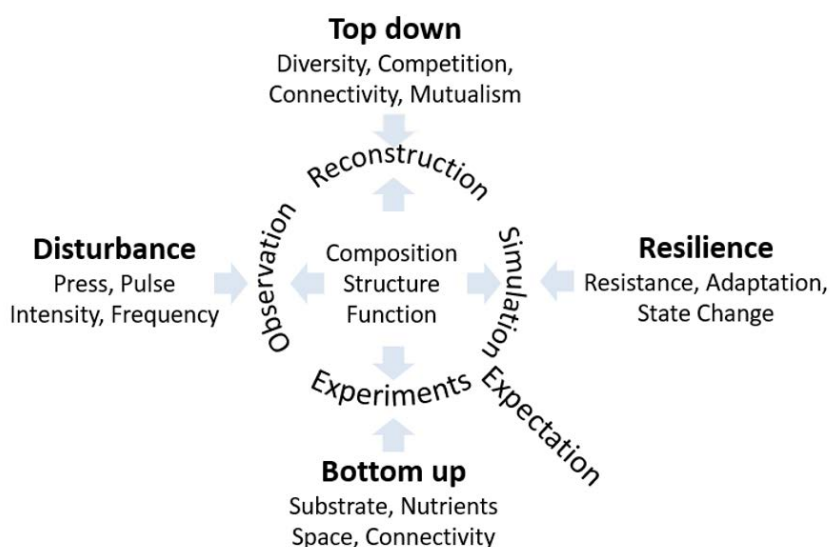 Top down
Diversity, Competition,
Connectivity, Mutualism
Reconstruction
Observation
Simulation
Disturbance
Press, Pulse
Intensity, Frequency
Composition
Structure
Function
Resilience
Resistance, Adaptation,
State Change
Experiments
Expectation
Bottom up
Substrate, Nutrients
Space, Connectivity